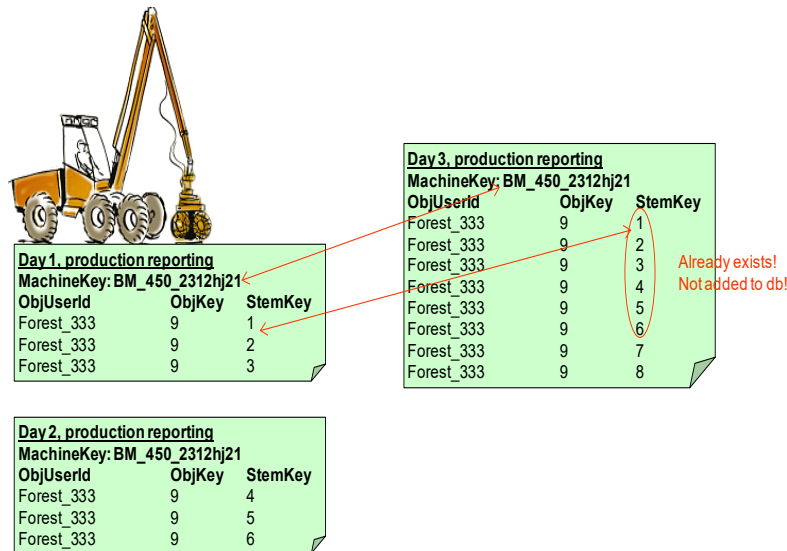 Day 1, production reporting
MachineKey: BM_450_2312hj21
ObjUserId ObjKey StemKey
Forest_333 9 1
Forest_333 9 2
Forest_333 9 3
Day 2, production reporting
MachineKey: BM_450_2312hj21
ObjUserId ObjKey StemKey
Forest_333 9 4
Forest_333 9 5
Forest_333 9 6
Day 3, production reporting
MachineKey: BM_450_2312hj21
ObjUserId ObjKey StemKey
Forest_333 9 1
Forest_333 9 2
Forest_333 9 3
Forest_333 9 4
Forest_333 9 5
Forest_333 9 6
Forest_333 9 7
Forest_333 9 8
Already exists!
Not added to db!